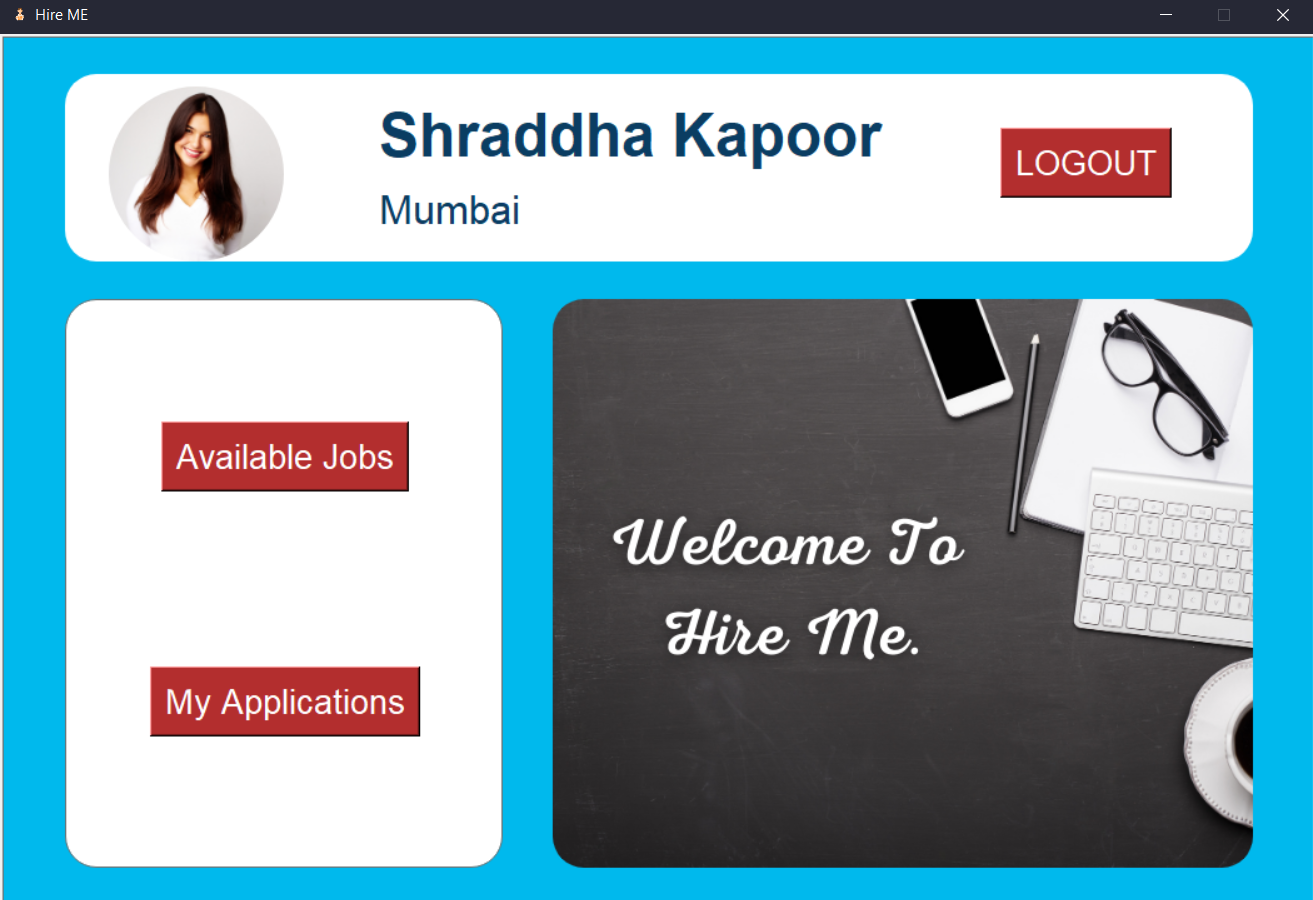 Hire ME
Shraddha Kapoor
Mumbai
LOGOUT
Available Jobs
My Applications
Welcome To
Hire Me.